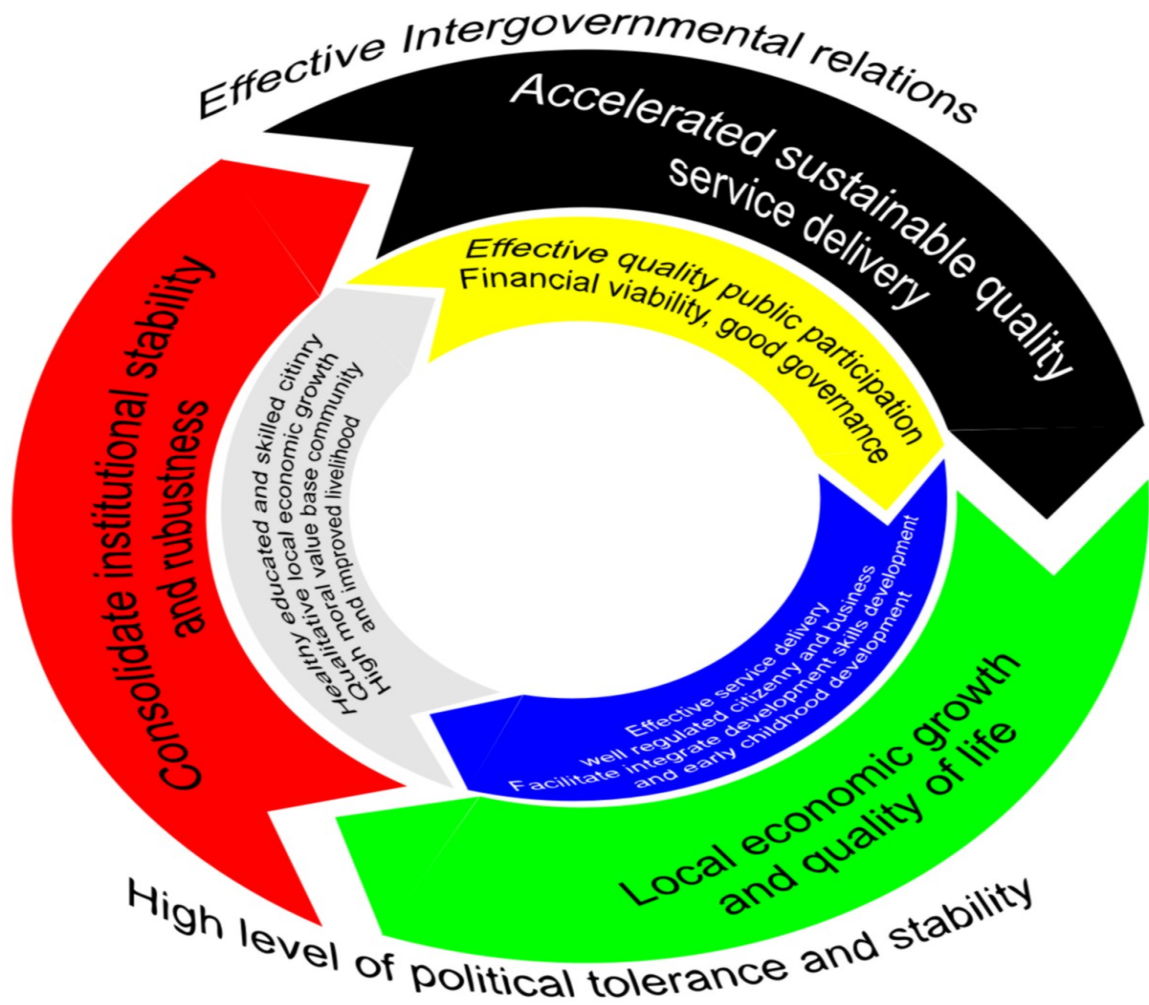 Effective Intergovernmental relations
Accelerated sustainable quality
service delivery
Effective quality public participation
Financial viability, good governance
Consolidate institutional stability
and rubustness
Healthy educated and skilled citinry
Qualitative local economic growth
High moral value base community
and improved livelihood
Effective service delivery
well regulated citizenry and business
Facilitate integrate development skills development
and early childhood development
Local economic growth
and quality of life
High level of political tolerance and stability